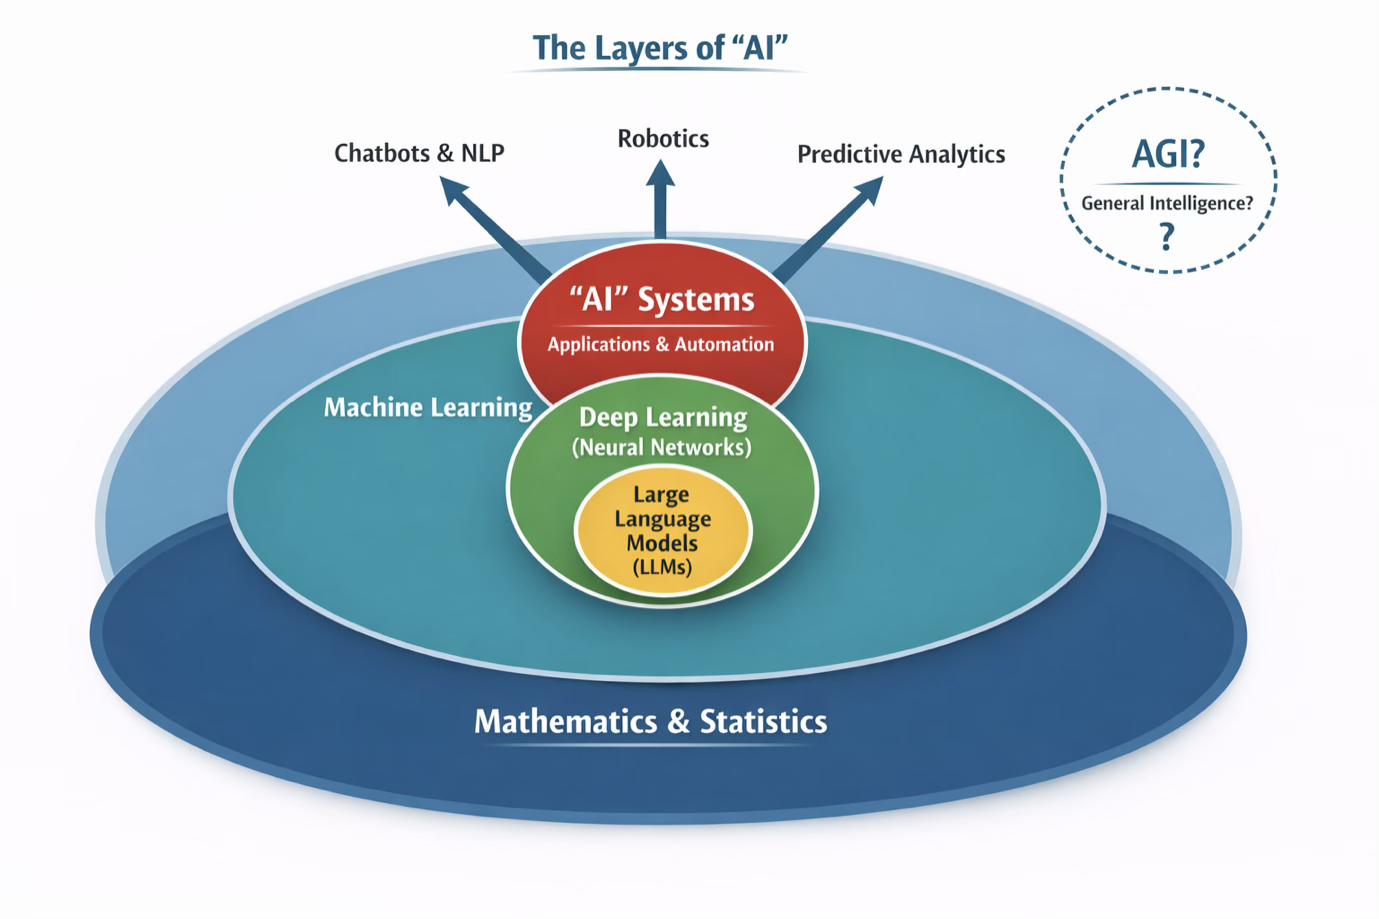 The Layers of “AI”
Chatbots & NLP
Robotics
Predictive Analytics
AGI?
General Intelligence?
?
“AI” Systems
Applications & Automation
Machine Learning
Deep Learning
(Neural Networks)
Large
Language
Models
(LLMs)
Mathematics & Statistics